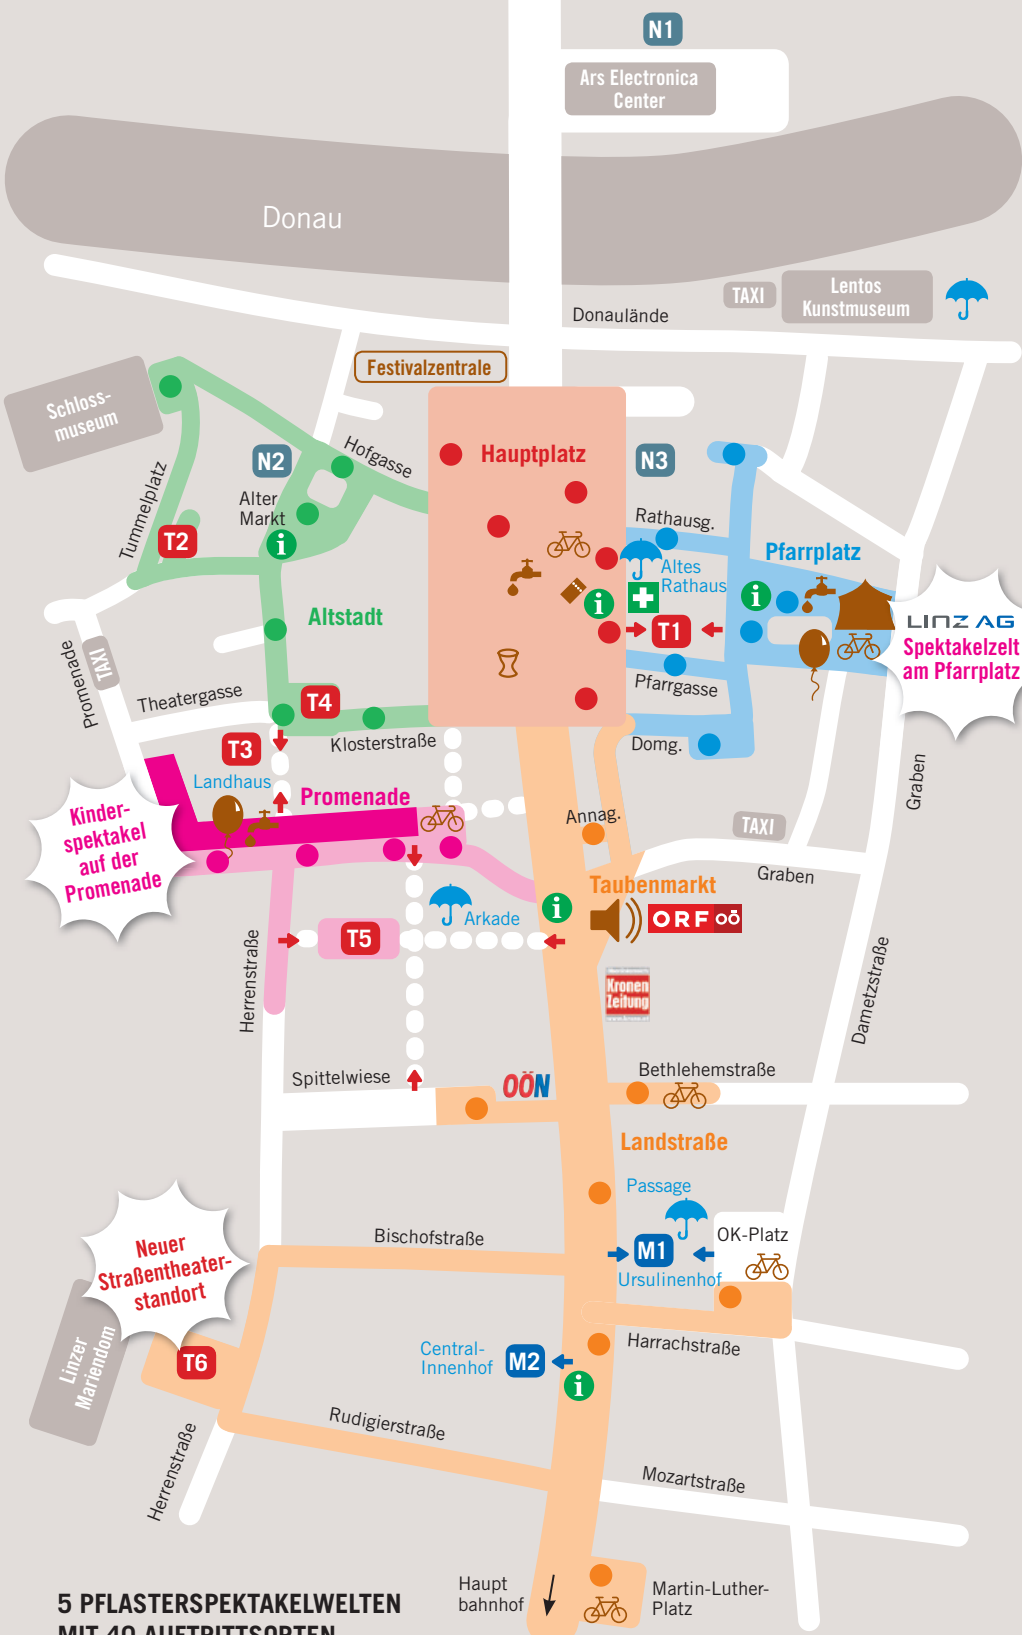 N1
Ars Electronica
Center
Donau
TAXI
Lentos
Kunstmuseum
Donaulände
Festivalzentrale
Schloss-
museum
Hauptplatz
N2
Hofgasse
N3
Alter
Markt
Tummelplatz
T2
i
Rathausg.
Pfarrplatz
Altes
Rathaus
i
i
Altstadt
T1
LINZ AG
Spektakelzelt
am Pfarrplatz
Promenade
TAXI
Theatergasse
T4
Pfarrgasse
Klosterstraße
Domg.
T3
Landhaus
Promenade
Graben
Kinder-
spektakel
auf der
Promenade
Annag.
TAXI
Graben
Taubenmarkt
i
ORF OÖ
Arkade
T5
Herrenstraße
Kronen
Zeitung
Dametzstraße
Spittelwiese
OÖN
Bethlehemstraße
Landstraße
Passage
Neuer
Straßentheater-
standort
Bischofstraße
M1
OK-Platz
Ursulinenhof
Linzer
Mariendom
T6
Central-
Innenhof
M2
Harrachstraße
i
Rudigierstraße
Herrenstraße
Mozartstraße
Haupt
bahnhof
Martin-Luther-
Platz
5 PFLASTERSPEKTAKELWELTEN
MIT 40 AUFTRITTSORTEN